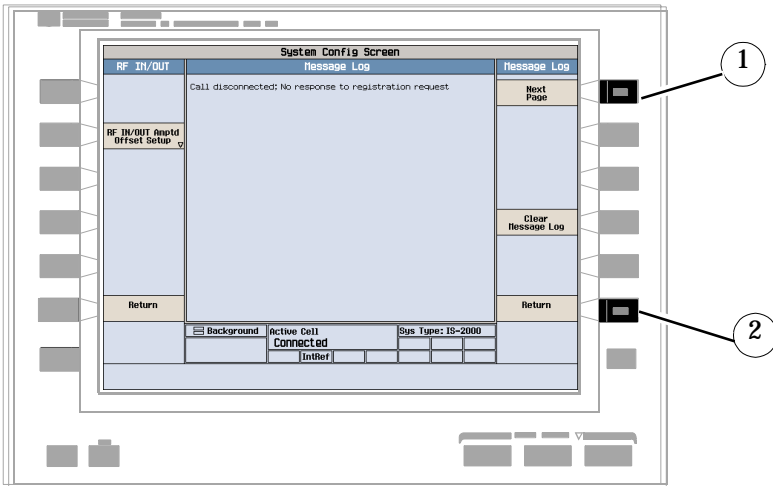 System Config Screen
RF IN/OUT
Message Log
Message Log
Call disconnected; No response to registration request
Next
Page
RF IN/OUT Amptd
Offset Setup
Clear
Message Log
Return
Return
Background
Active Cell
Sys Type: IS-2000
Connected
IntRef
1
2